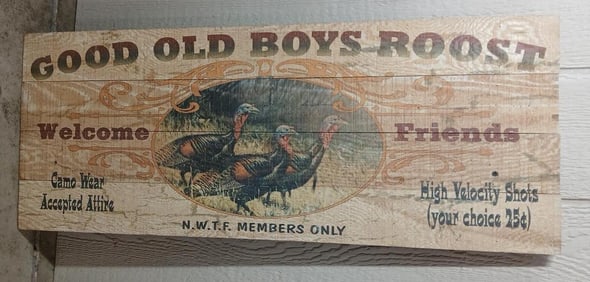 GOOD OLD BOYS ROOST
Welcome
Friends
Camo Wear
Accepted Attire
High Velocity Shots
(your choice 25¢)
N.W.T.F. MEMBERS ONLY